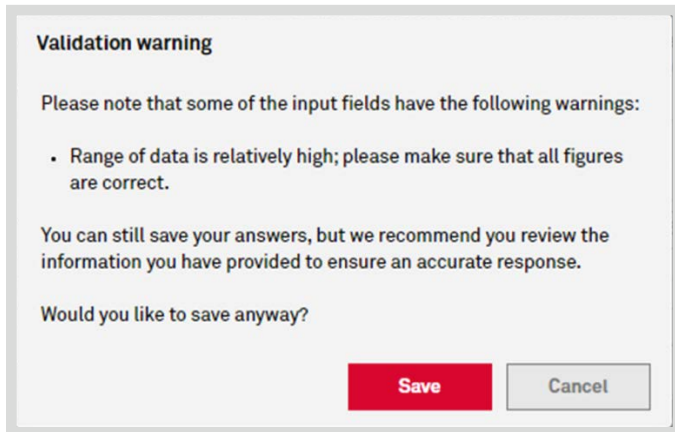 Validation warning
Please note that some of the input fields have the following warnings:
• Range of data is relatively high; please make sure that all figures
are correct.
You can still save your answers, but we recommend you review the
information you have provided to ensure an accurate response.
Would you like to save anyway?
Save
Cancel